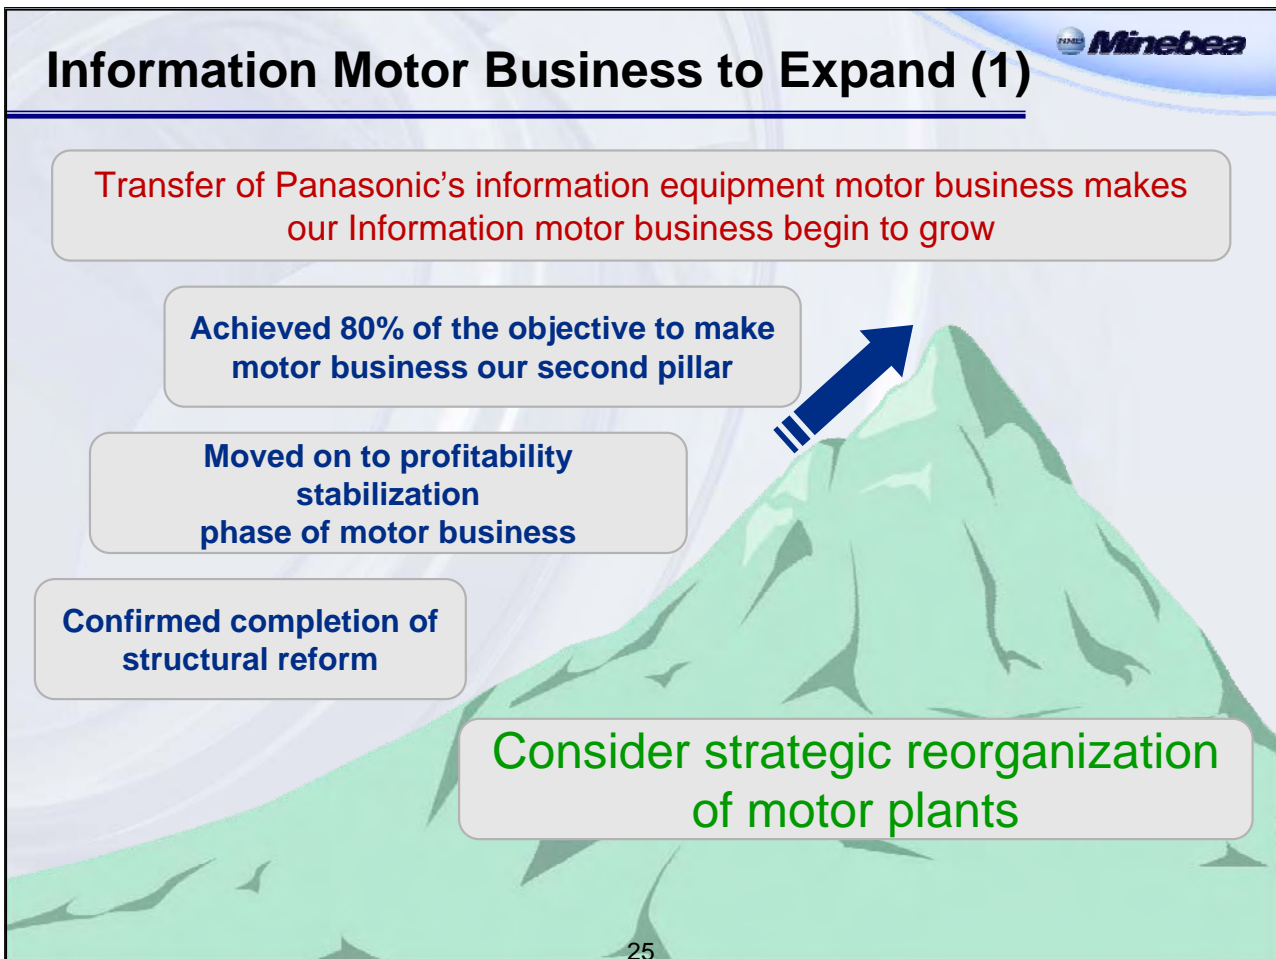 Information Motor Business to Expand (1)
NMB Minebea
Transfer of Panasonic’s information equipment motor business makes
our Information motor business begin to grow
Achieved 80% of the objective to make
motor business our second pillar
Moved on to profitability
stabilization
phase of motor business
Confirmed completion of
structural reform
Consider strategic reorganization
of motor plants
25